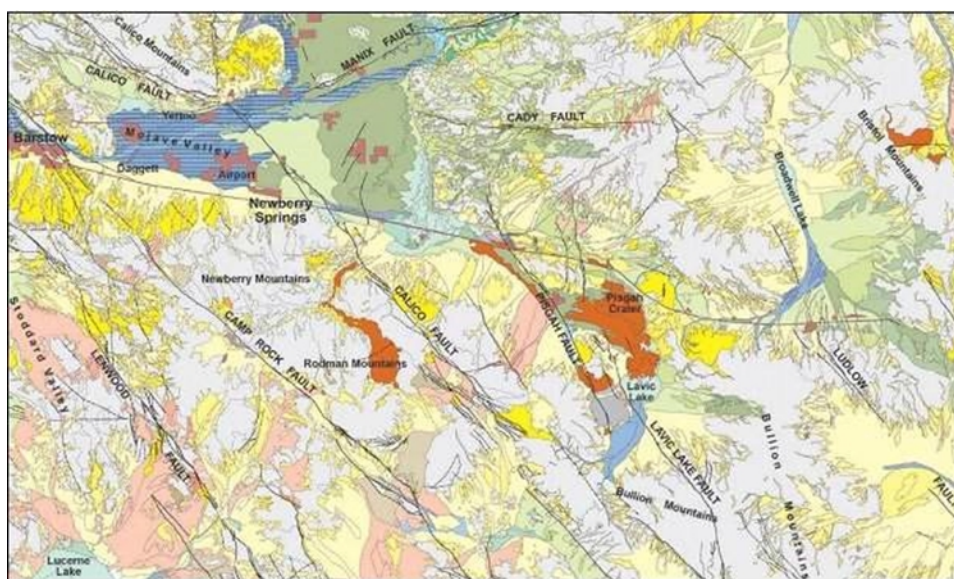 Calico Mountains
CALICO FAULT
MANIX FAULT
Yermo
Mojave Valley
Barstow
Daggett
Airport
Newberry
Springs
CADY FAULT
Bristol Mountains
Broadwell Lake
Newberry Mountains
CALICO FAULT
CAMP ROCK FAULT
Rodman Mountains
PISGAH FAULT
Pisgah
Crater
Lavic
Lake
LUDLOW
FAULT
Stoddard Valley
LENWOOD FAULT
LAVIC LAKE FAULT
Bullion Mountains
Bullion Mountains
Lucerne
Lake